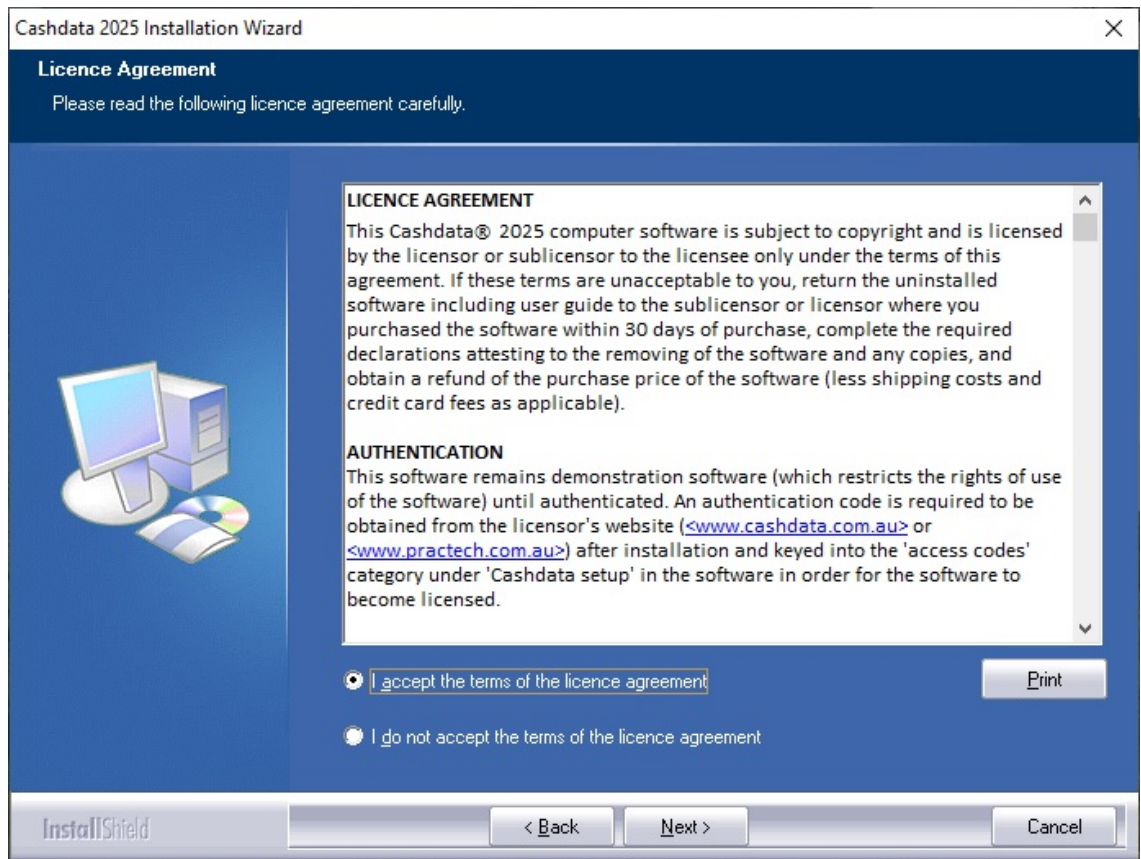 Cashdata 2025 Installation Wizard
Licence Agreement
Please read the following licence agreement carefully.
LICENCE AGREEMENT
This Cashdata® 2025 computer software is subject to copyright and is licensed
by the licensor or sublicensor to the licensee only under the terms of this
agreement. If these terms are unacceptable to you, return the uninstalled
software including user guide to the sublicensor or licensor where you
purchased the software within 30 days of purchase, complete the required
declarations attesting to the removing of the software and any copies, and
obtain a refund of the purchase price of the software (less shipping costs and
credit card fees as applicable).
AUTHENTICATION
This software remains demonstration software (which restricts the rights of use
of the software) until authenticated. An authentication code is required to be
obtained from the licensor's website (<www.cashdata.com.au> or
<www.practech.com.au>) after installation and keyed into the 'access codes'
category under 'Cashdata setup' in the software in order for the software to
become licensed.
I accept the terms of the licence agreement
Print
I do not accept the terms of the licence agreement
InstallShield
< Back
Next >
Cancel